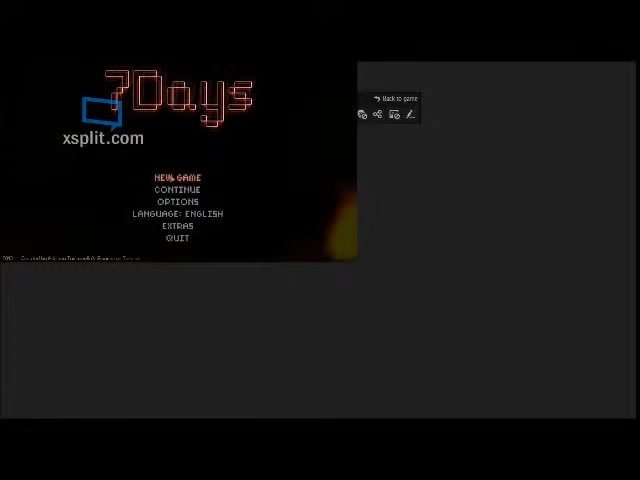 7Days
xsplit.com
Back to game
NEW GAME
CONTINUE
OPTIONS
LANGUAGE: ENGLISH
EXTRAS
QUIT